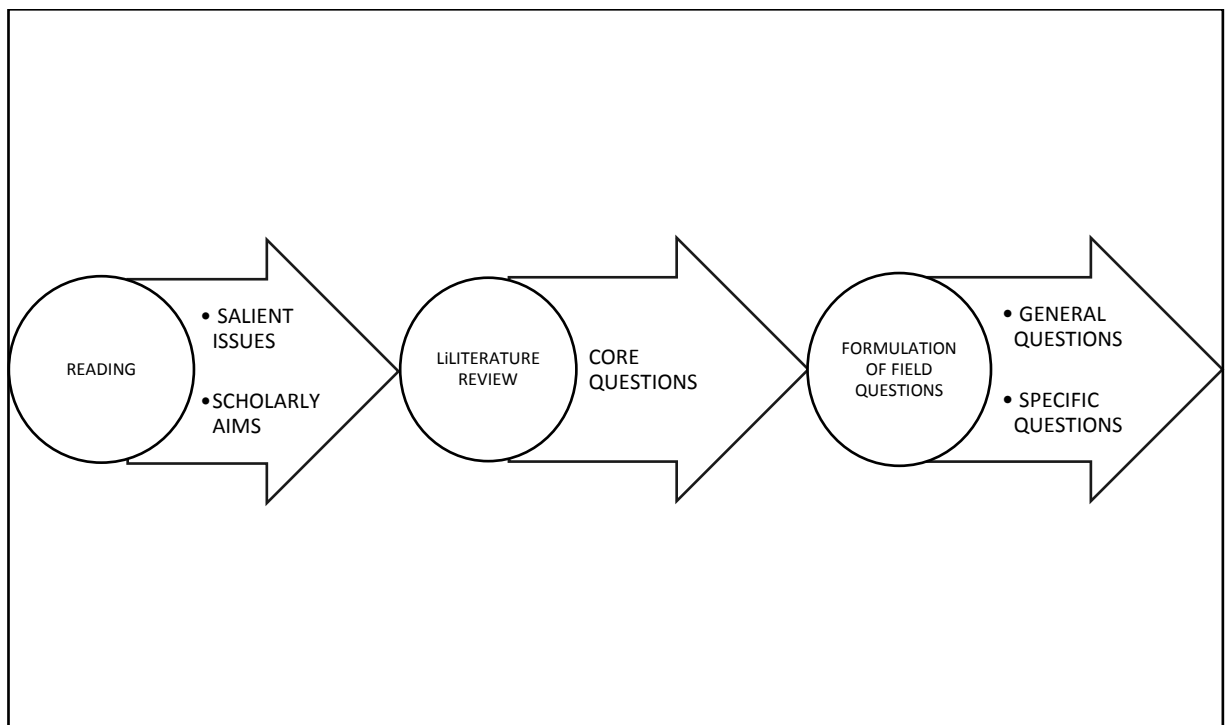 READING
• SALIENT
ISSUES
•SCHOLARLY
AIMS
LiLITERATURE
REVIEW
CORE
QUESTIONS
FORMULATION
OF FIELD
QUESTIONS
• GENERAL
QUESTIONS
• SPECIFIC
QUESTIONS